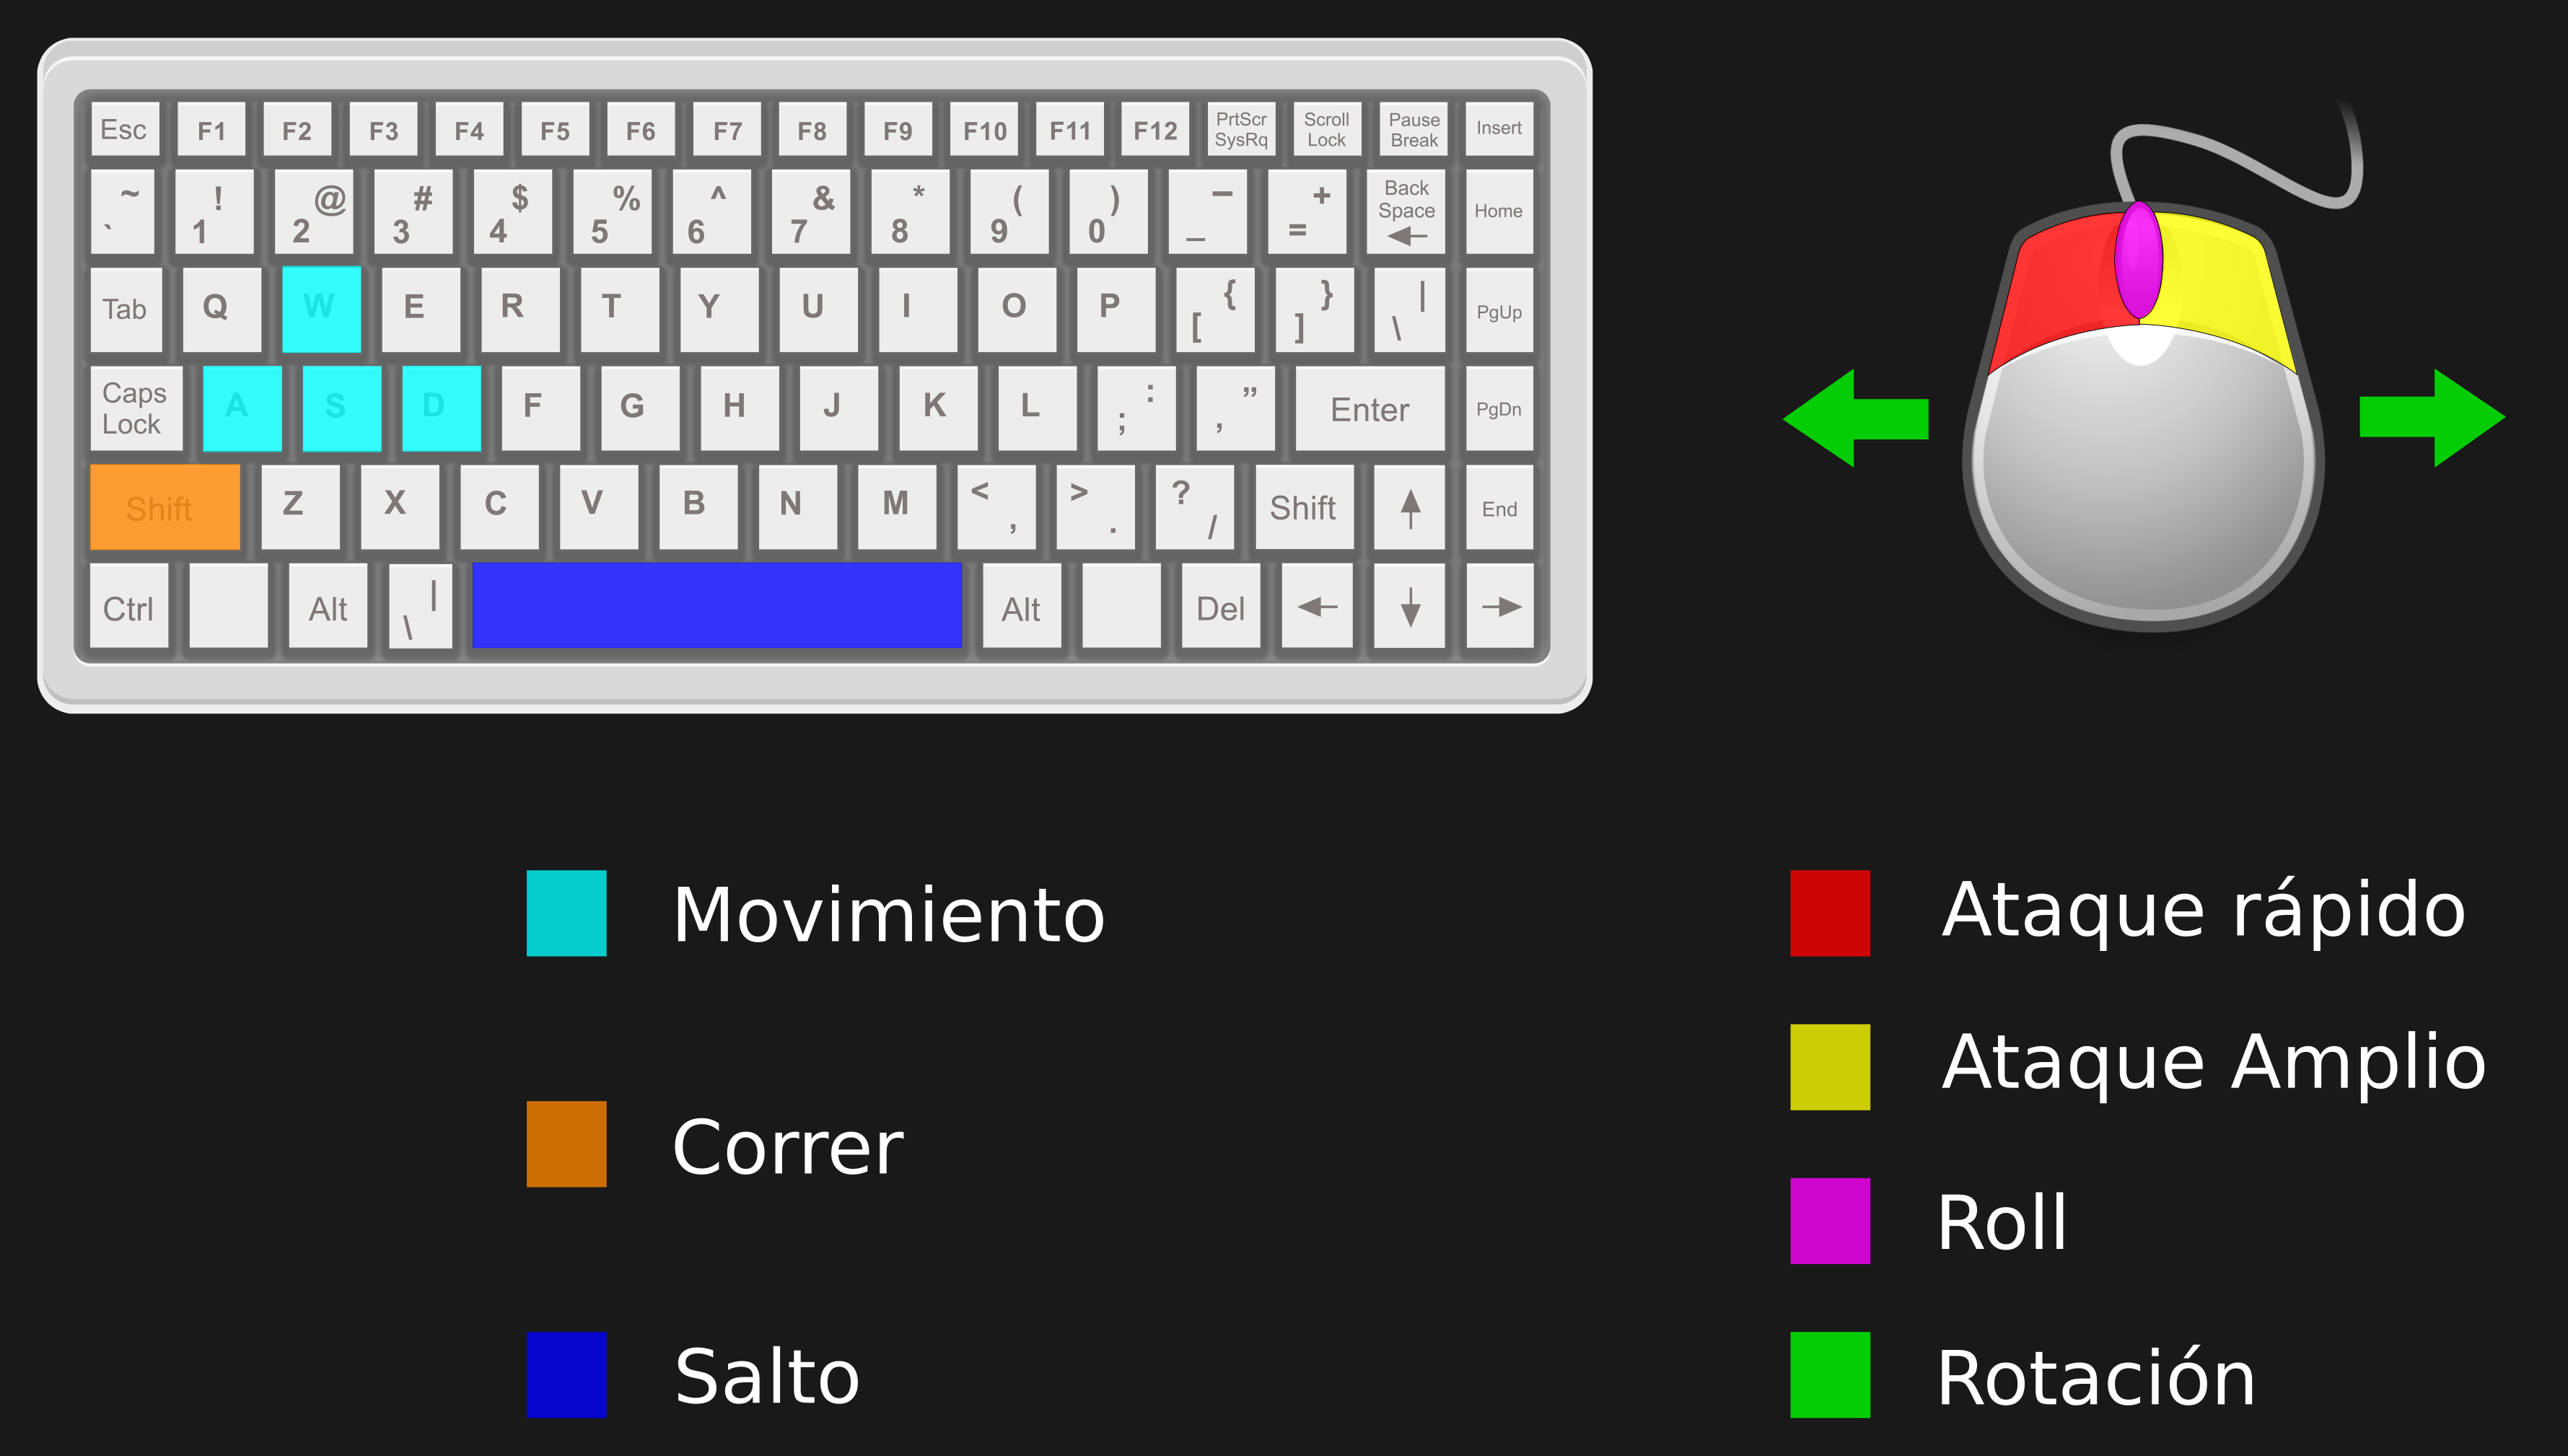 Esc F1 F2 F3 F4 F5 F6 F7 F8 F9 F10 F11 F12 PrtScr SysRq Scroll Lock Pause Break Insert
~ ` ! 1 @ 2 # 3 $ 4 % 5 ^ 6 & 7 * 8 ( 9 ) 0 – _ + = Back Space Home
Tab Q W E R T Y U I O P { [ } ] | \ PgUp
Caps Lock A S D F G H J K L : ; ” , Enter PgDn
Shift Z X C V B N M < , > . ? / Shift End
Ctrl Alt | \ Alt Del
Movimiento
Correr
Salto
Ataque rápido
Ataque Amplio
Roll
Rotación